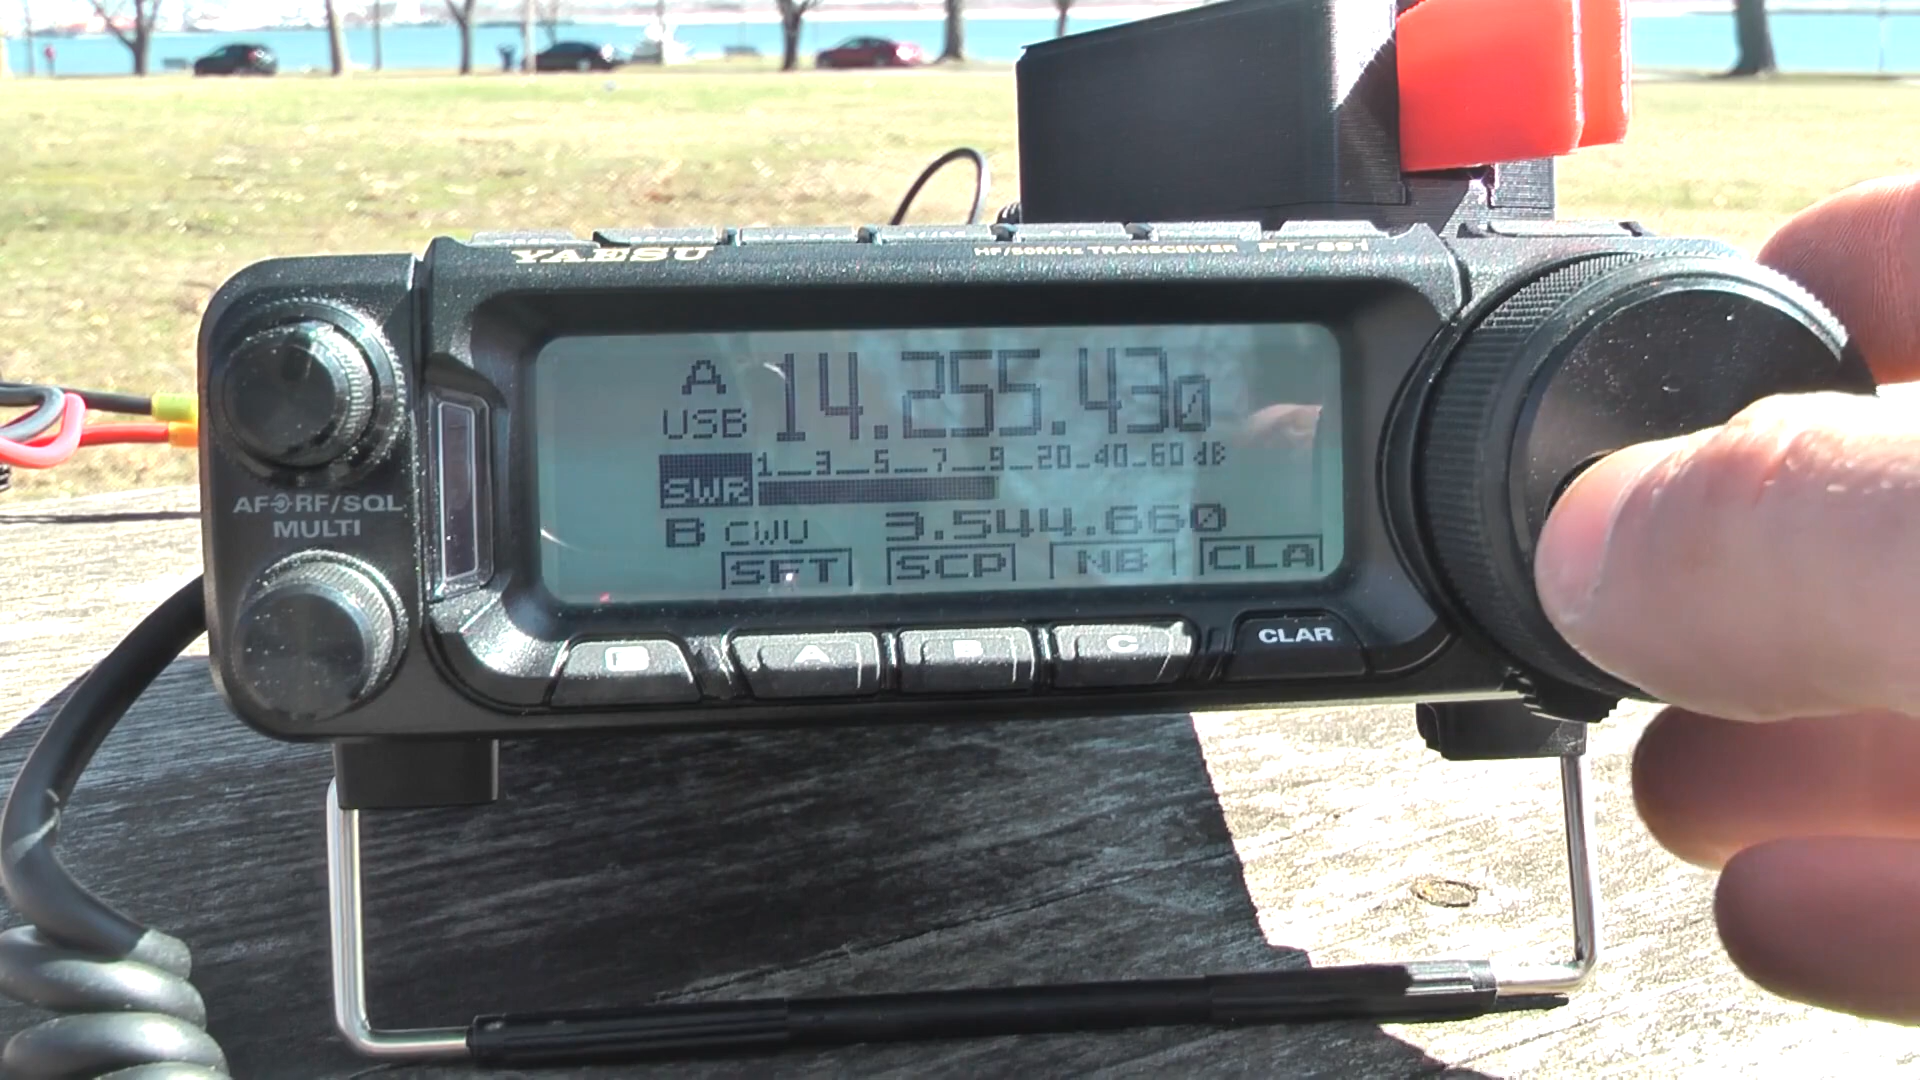 YAESU HF/50MHz TRANSCEIVER FT-891
A 14.255.430
USB
1 3 5 7 9 20 40 60 dB
SWR
B CWU 3.544.660
SFT SCP NB CLA
AF RF/SQL
MULTI
F A B C CLAR